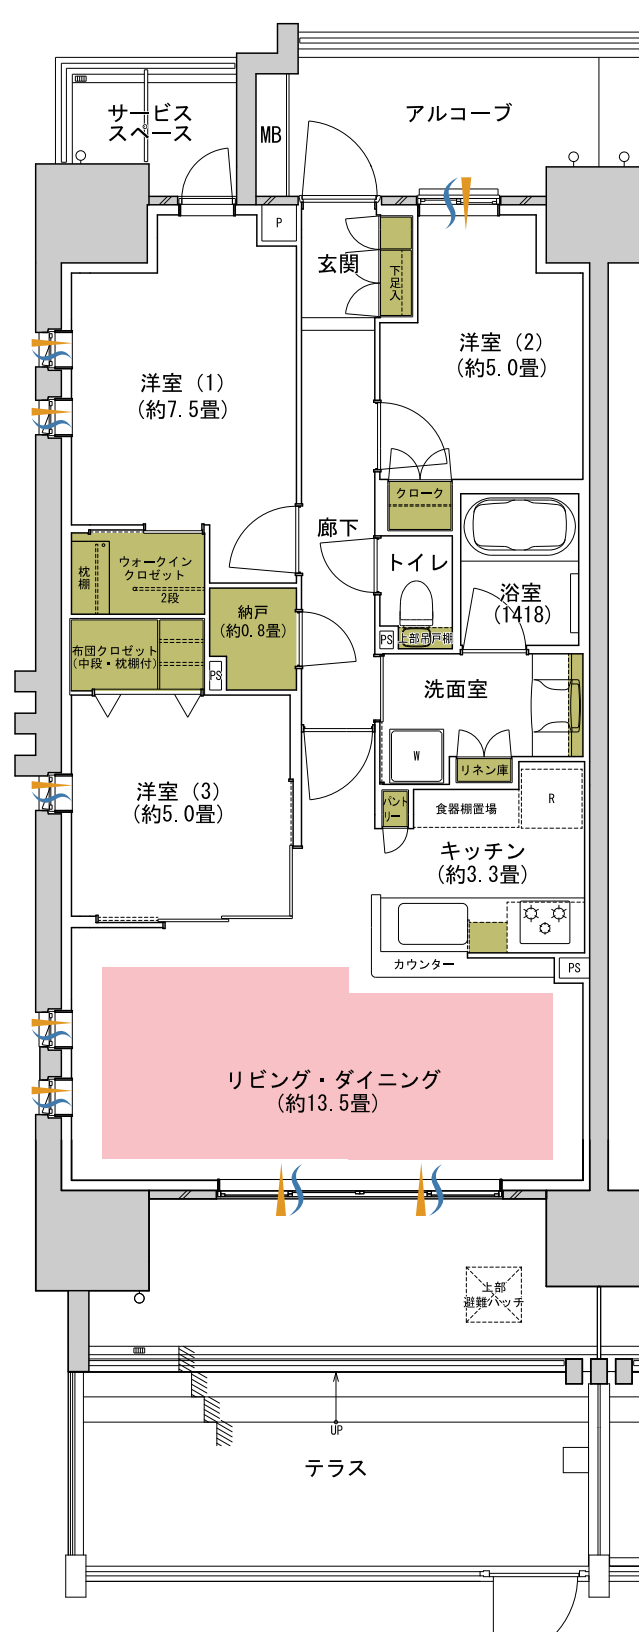 サービス
スペース
MB
アルコーブ
P
玄関
下足入
洋室（2）
（約5.0畳）
洋室（1）
（約7.5畳）
クローク
廊下
トイレ
浴室
（1418）
枕棚
ウォークイン
クロゼット
2段
納戸
（約0.8畳）
PS
上部吊戸棚
布団クロゼット
（中段・枕棚付）
PS
洗面室
W
リネン庫
洋室（3）
（約5.0畳）
パント
リー
食器棚置場
R
キッチン
（約3.3畳）
カウンター
PS
リビング・ダイニング
（約13.5畳）
上部
避難ハッチ
UP
テラス